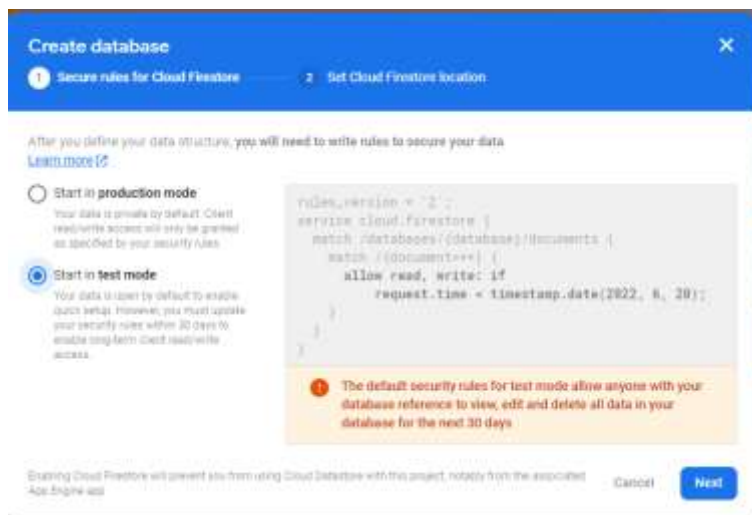 Create database
1 Secure rules for Cloud Firestore
2 Set Cloud Firestore location
After you define your data structure, you will need to write rules to secure your data
Learn more
Start in production mode
Your data is private by default. Client
read/write access will only be granted
as specified by your security rules.
Start in test mode
Your data is open by default to enable
quick setup. However, you must update
your security rules within 30 days to
enable long-term client read/write
access.
rules_version = '2';
service cloud.firestore {
match /databases/{database}/documents {
match /{document=**} {
allow read, write: if
request.time < timestamp.date(2022, 6, 20);
}
}
}
The default security rules for test mode allow anyone with your
database reference to view, edit and delete all data in your
database for the next 30 days
Enabling Cloud Firestore will prevent you from using Cloud Datastore with this project, notably from the associated
App Engine app
Cancel
Next